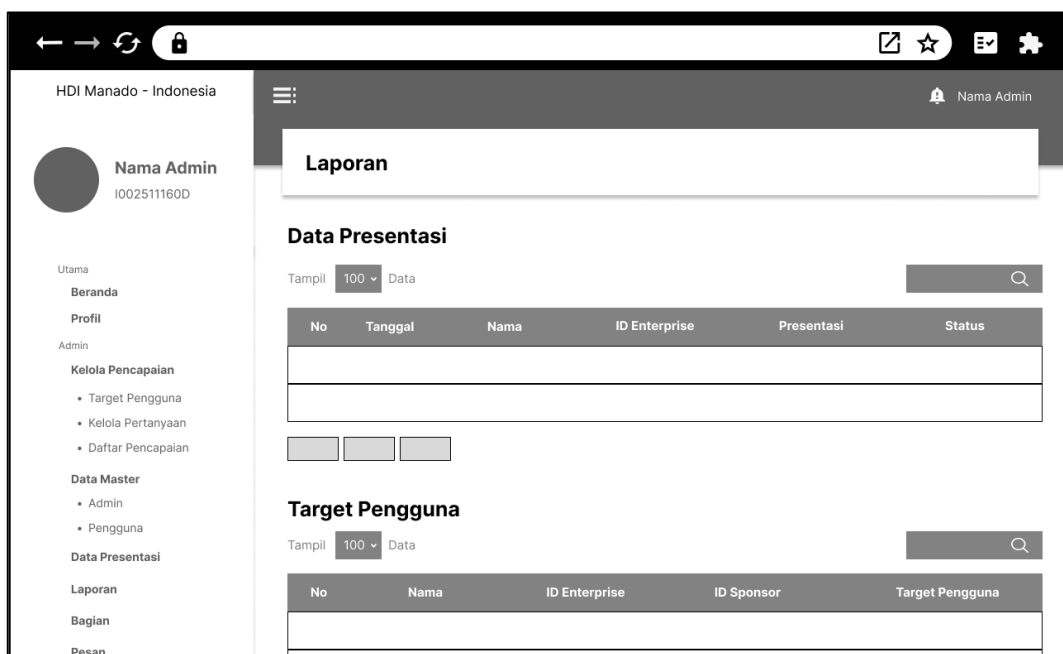 HDI Manado - Indonesia
Nama Admin
Nama Admin
I002511160D
Utama
Beranda
Profil
Admin
Kelola Pencapaian
• Target Pengguna
• Kelola Pertanyaan
• Daftar Pencapaian
Data Master
• Admin
• Pengguna
Data Presentasi
Laporan
Bagian
Pesan
Laporan
Data Presentasi
Tampil 100 Data
No Tanggal Nama ID Enterprise Presentasi Status
Target Pengguna
Tampil 100 Data
No Nama ID Enterprise ID Sponsor Target Pengguna